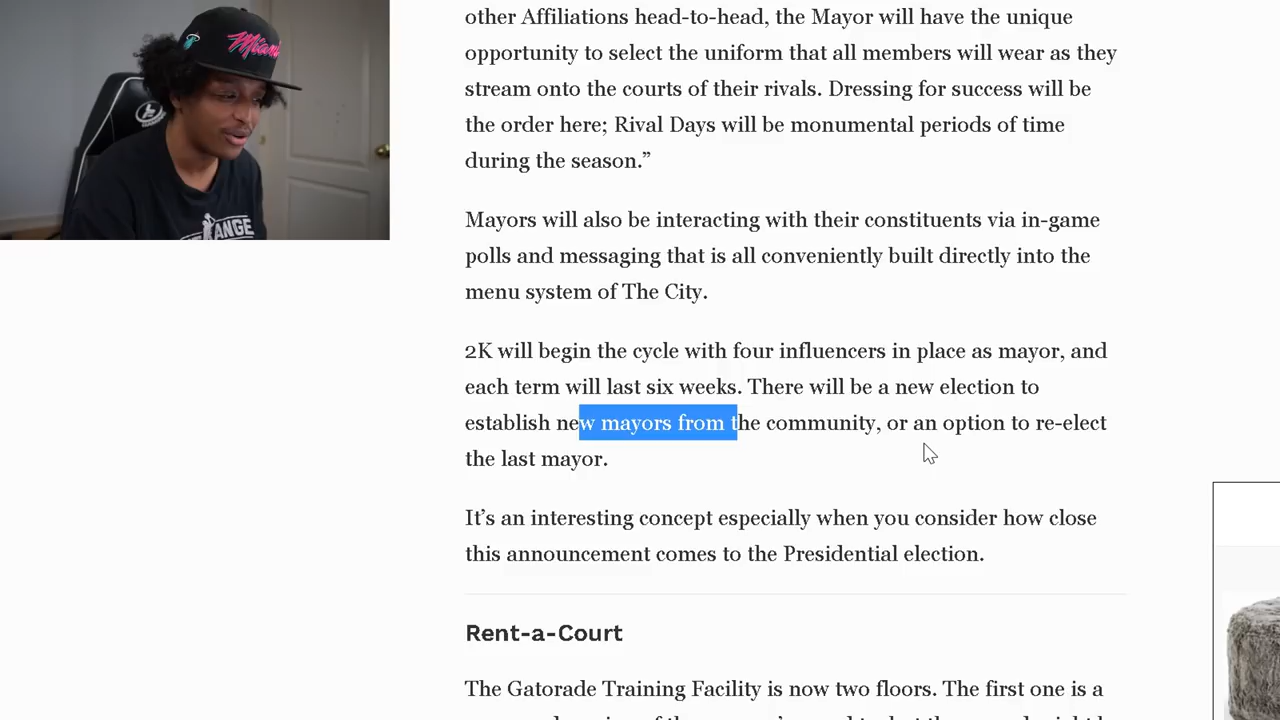 Miami
ANGE
other Affiliations head-to-head, the Mayor will have the unique
opportunity to select the uniform that all members will wear as they
stream onto the courts of their rivals. Dressing for success will be
the order here; Rival Days will be monumental periods of time
during the season.”
Mayors will also be interacting with their constituents via in-game
polls and messaging that is all conveniently built directly into the
menu system of The City.
2K will begin the cycle with four influencers in place as mayor, and
each term will last six weeks. There will be a new election to
establish new mayors from the community, or an option to re-elect
the last mayor.
It’s an interesting concept especially when you consider how close
this announcement comes to the Presidential election.
Rent-a-Court
The Gatorade Training Facility is now two floors. The first one is a